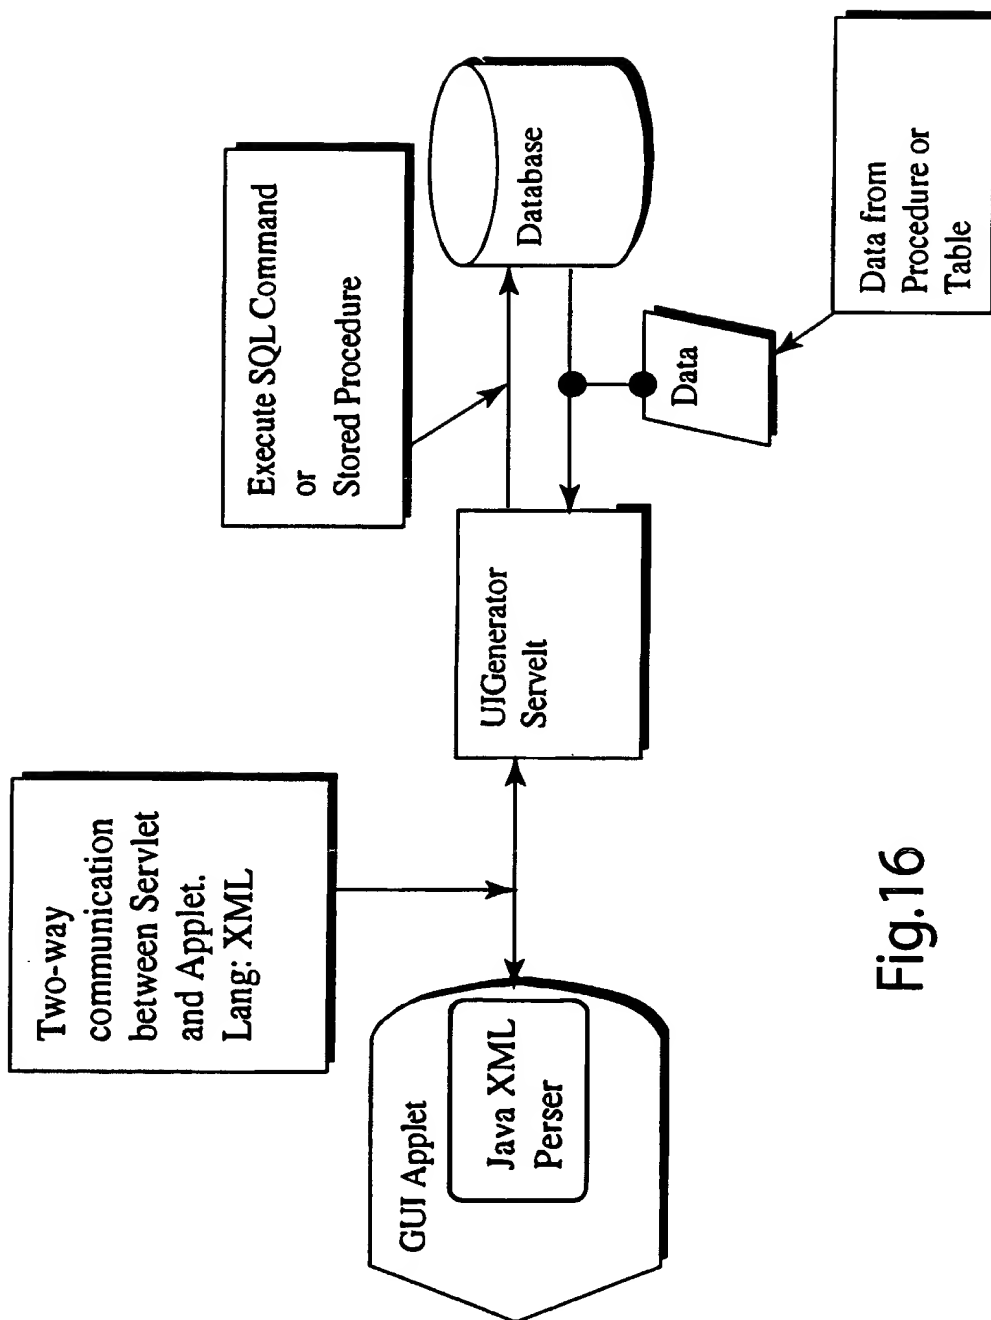 Two-way
communication
between Servlet
and Applet.
Lang: XML
Execute SQL Command
or
Stored Procedure
GUI Applet
Java XML
Perser
UIGenerator
Servelt
Database
Data
Data from
Procedure or
Table
Fig.16